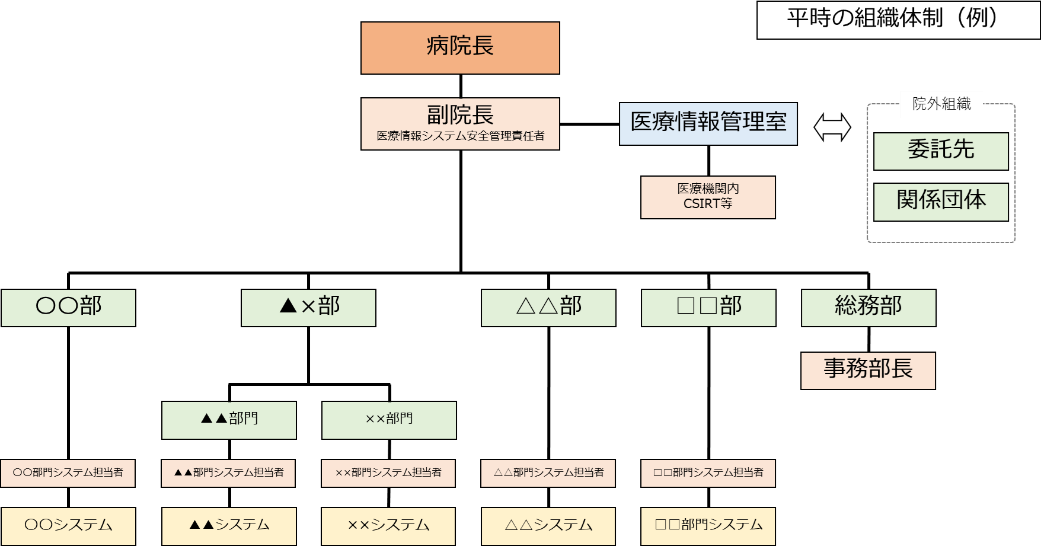 平時の組織体制（例）
病院長
副院長
医療情報システム安全管理責任者
医療情報管理室
院外組織
委託先
関係団体
医療機関内
CSIRT等
〇〇部
▲×部
△△部
□□部
総務部
事務部長
▲▲部門
××部門
〇〇部門システム担当者
▲▲部門システム担当者
××部門システム担当者
△△部門システム担当者
□□部門システム担当者
〇〇システム
▲▲システム
××システム
△△システム
□□部門システム